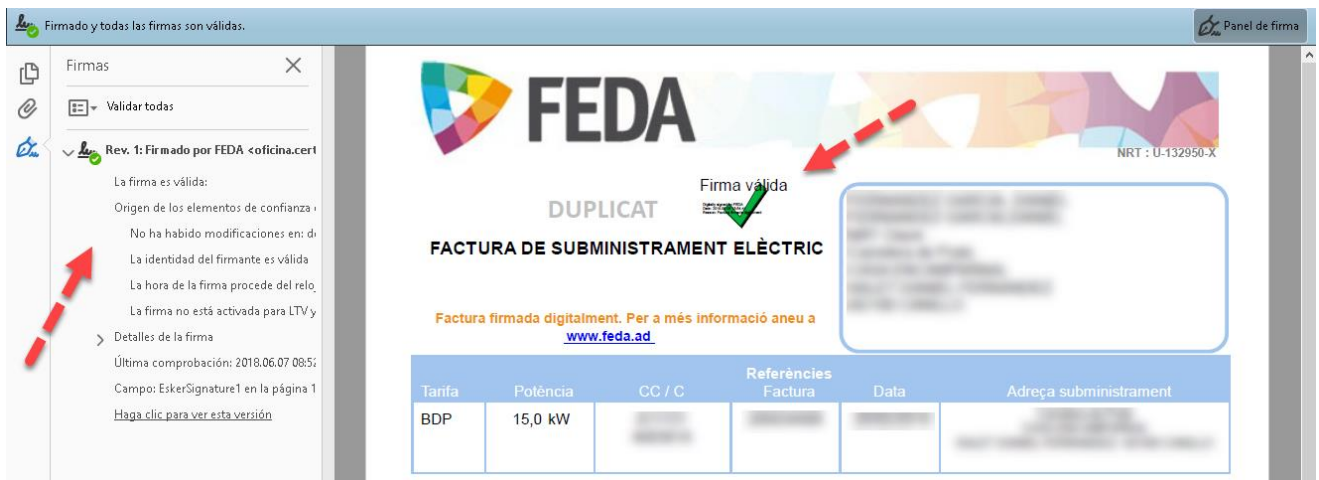 Firmado y todas las firmas son válidas.
Panel de firma
Firmas
Validar todas
Rev. 1: Firmado por FEDA <oficina.cert
La firma es válida:
Origen de los elementos de confianza
No ha habido modificaciones en: d
La identidad del firmante es válida
La hora de la firma procede del relo
La firma no está activada para LTV y
Detalles de la firma
Última comprobación: 2018.06.07 08:52
Campo: EskerSignature1 en la página 1
Haga clic para ver esta versión
FEDA
NRT : U-132950-X
Firma válida
DUPLICAT
FACTURA DE SUBMINISTRAMENT ELÈCTRIC
Factura firmada digitalment. Per a més informació aneu a
www.feda.ad
Referències
Tarifa Potència CC / C Factura Data Adreça subministrament
BDP 15,0 kW